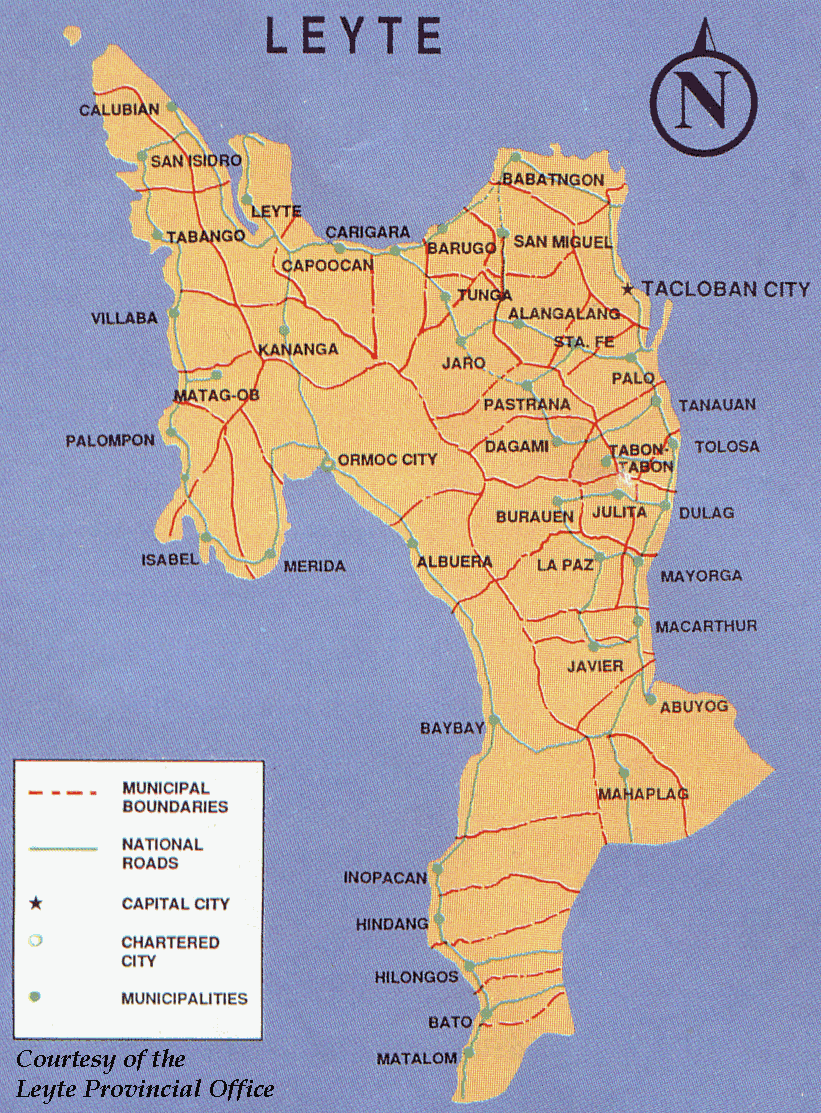 LEYTE
N
CALUBIAN
SAN ISIDRO
BABATNGON
LEYTE
TABANGO
CARIGARA
BARUGO
SAN MIGUEL
CAPOOCAN
TACLOBAN CITY
TUNGA
VILLABA
ALANGALANG
KANANGA
STA. FE
JARO
PALO
MATAG-OB
PASTRANA
TANAUAN
PALOMPON
DAGAMI
TABON-
TABON
TOLOSA
ORMOC CITY
BURAUEN
JULITA
DULAG
ISABEL
MERIDA
ALBUERA
LA PAZ
MAYORGA
MACARTHUR
JAVIER
ABUYOG
BAYBAY
MAHAPLAG
INOPACAN
HINDANG
HILONGOS
BATO
MATALOM
MUNICIPAL
BOUNDARIES
NATIONAL
ROADS
CAPITAL CITY
CHARTERED
CITY
MUNICIPALITIES
Courtesy of the
Leyte Provincial Office